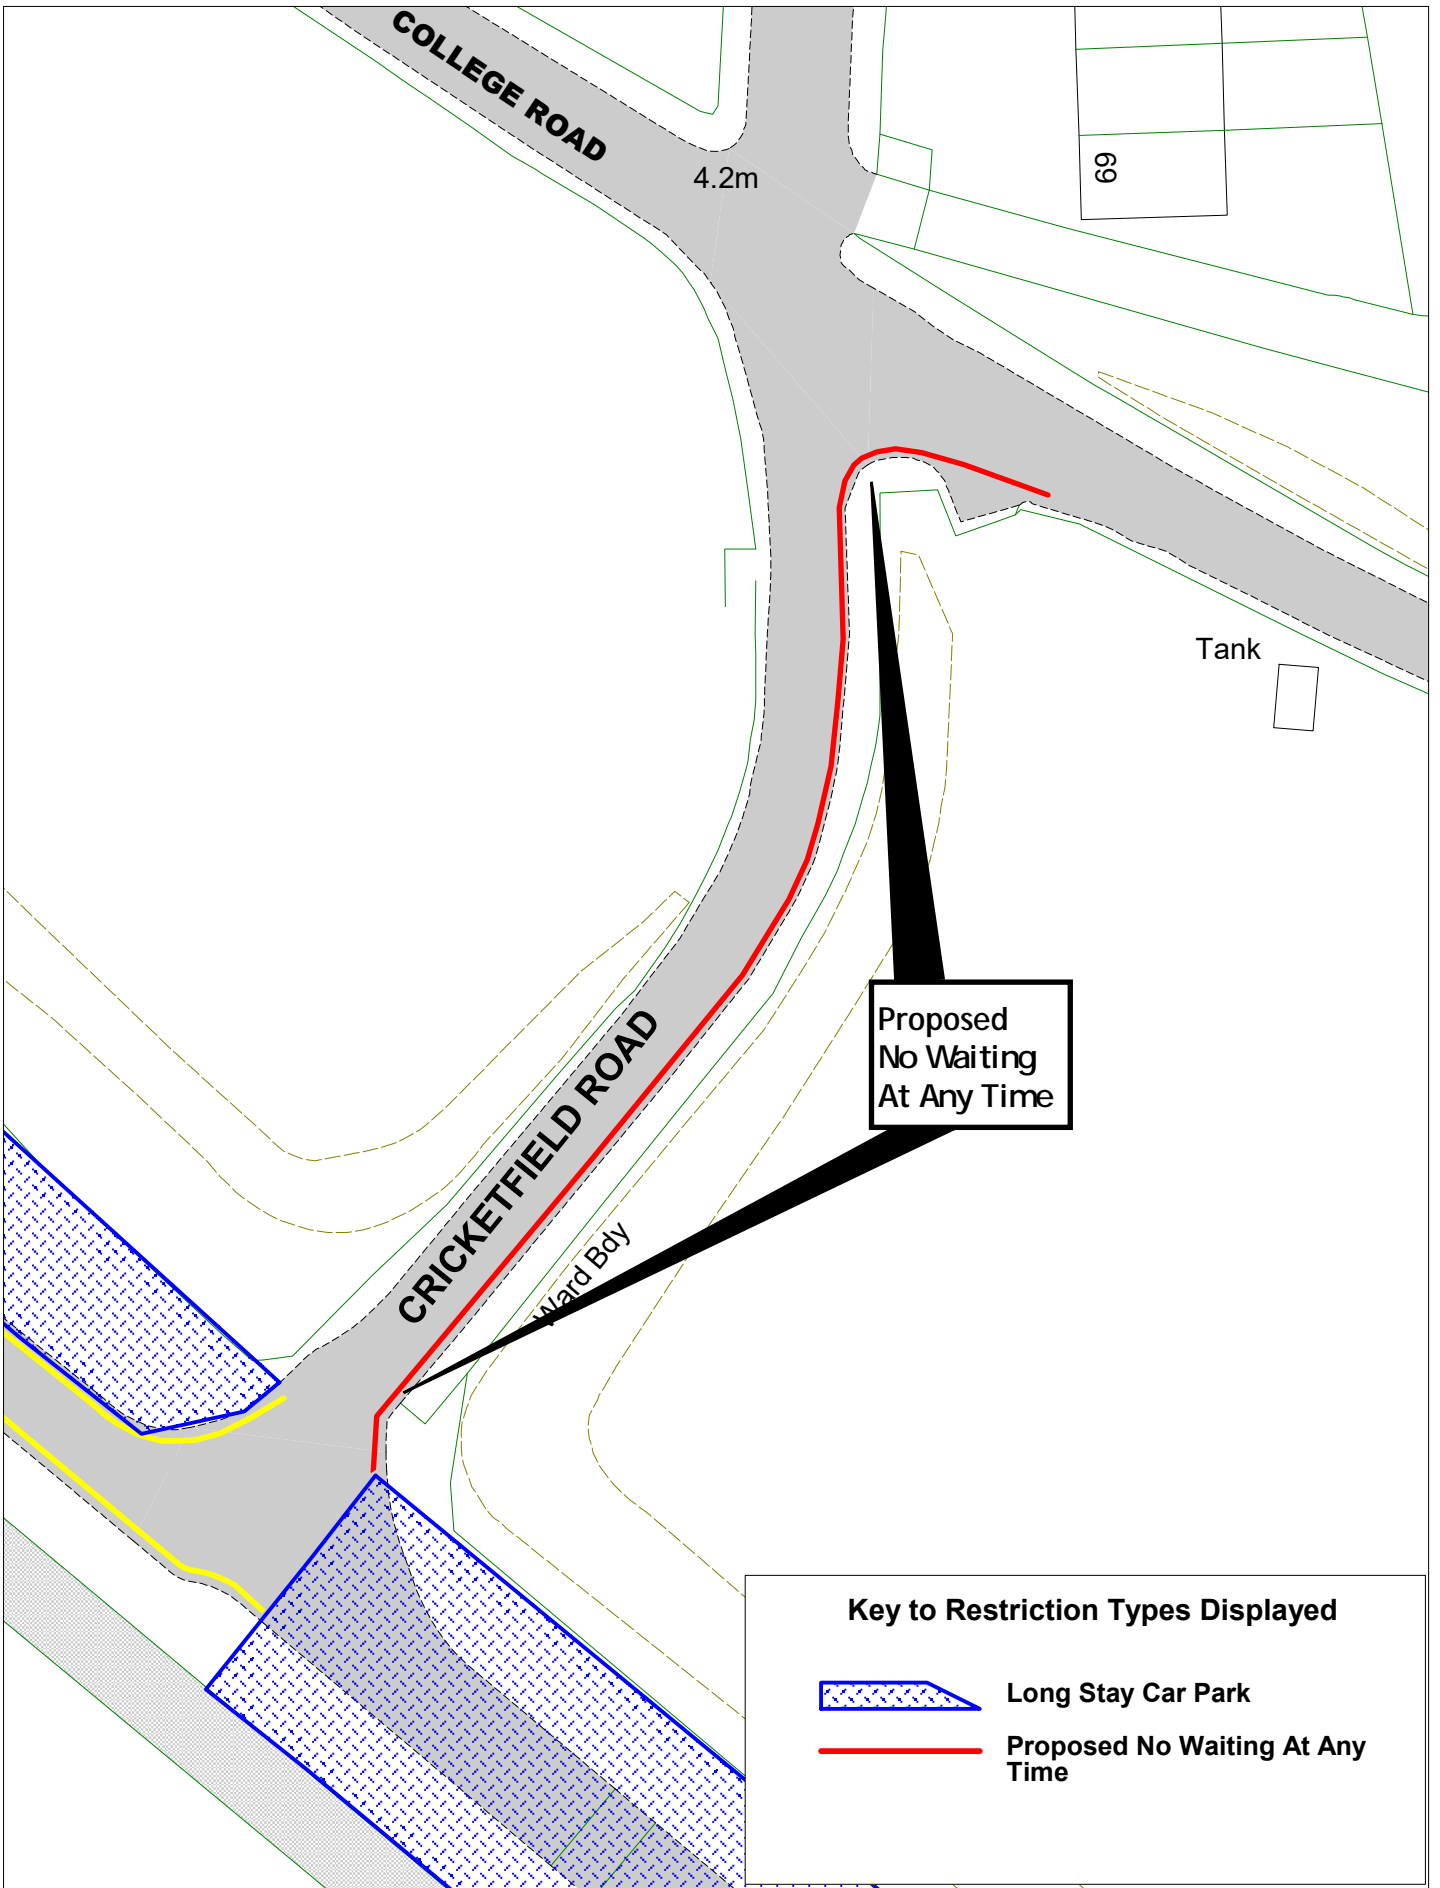 COLLEGE ROAD
4.2m
69
Tank
Proposed
No Waiting
At Any Time
CRICKETFIELD ROAD
Ward Bdy
Key to Restriction Types Displayed
Long Stay Car Park
Proposed No Waiting At Any
Time